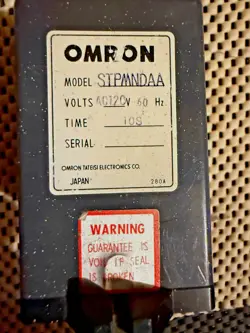 OMRON
MODEL STPMNDAA
VOLTS AC120V 60 Hz
TIME 10S
SERIAL
OMRON TATEISI ELECTRONICS CO.
JAPAN 280A
WARNING
GUARANTEE IS
VOID IF SEAL
IS BROKEN